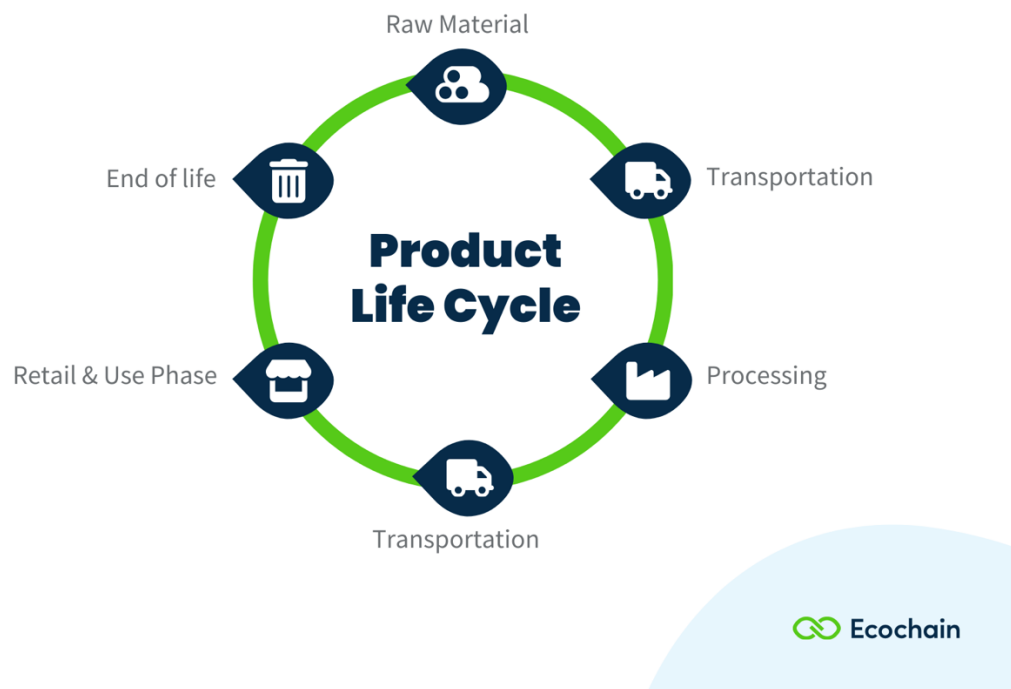 Raw Material
Transportation
Processing
Transportation
Retail & Use Phase
End of life
Product
Life Cycle
Ecochain